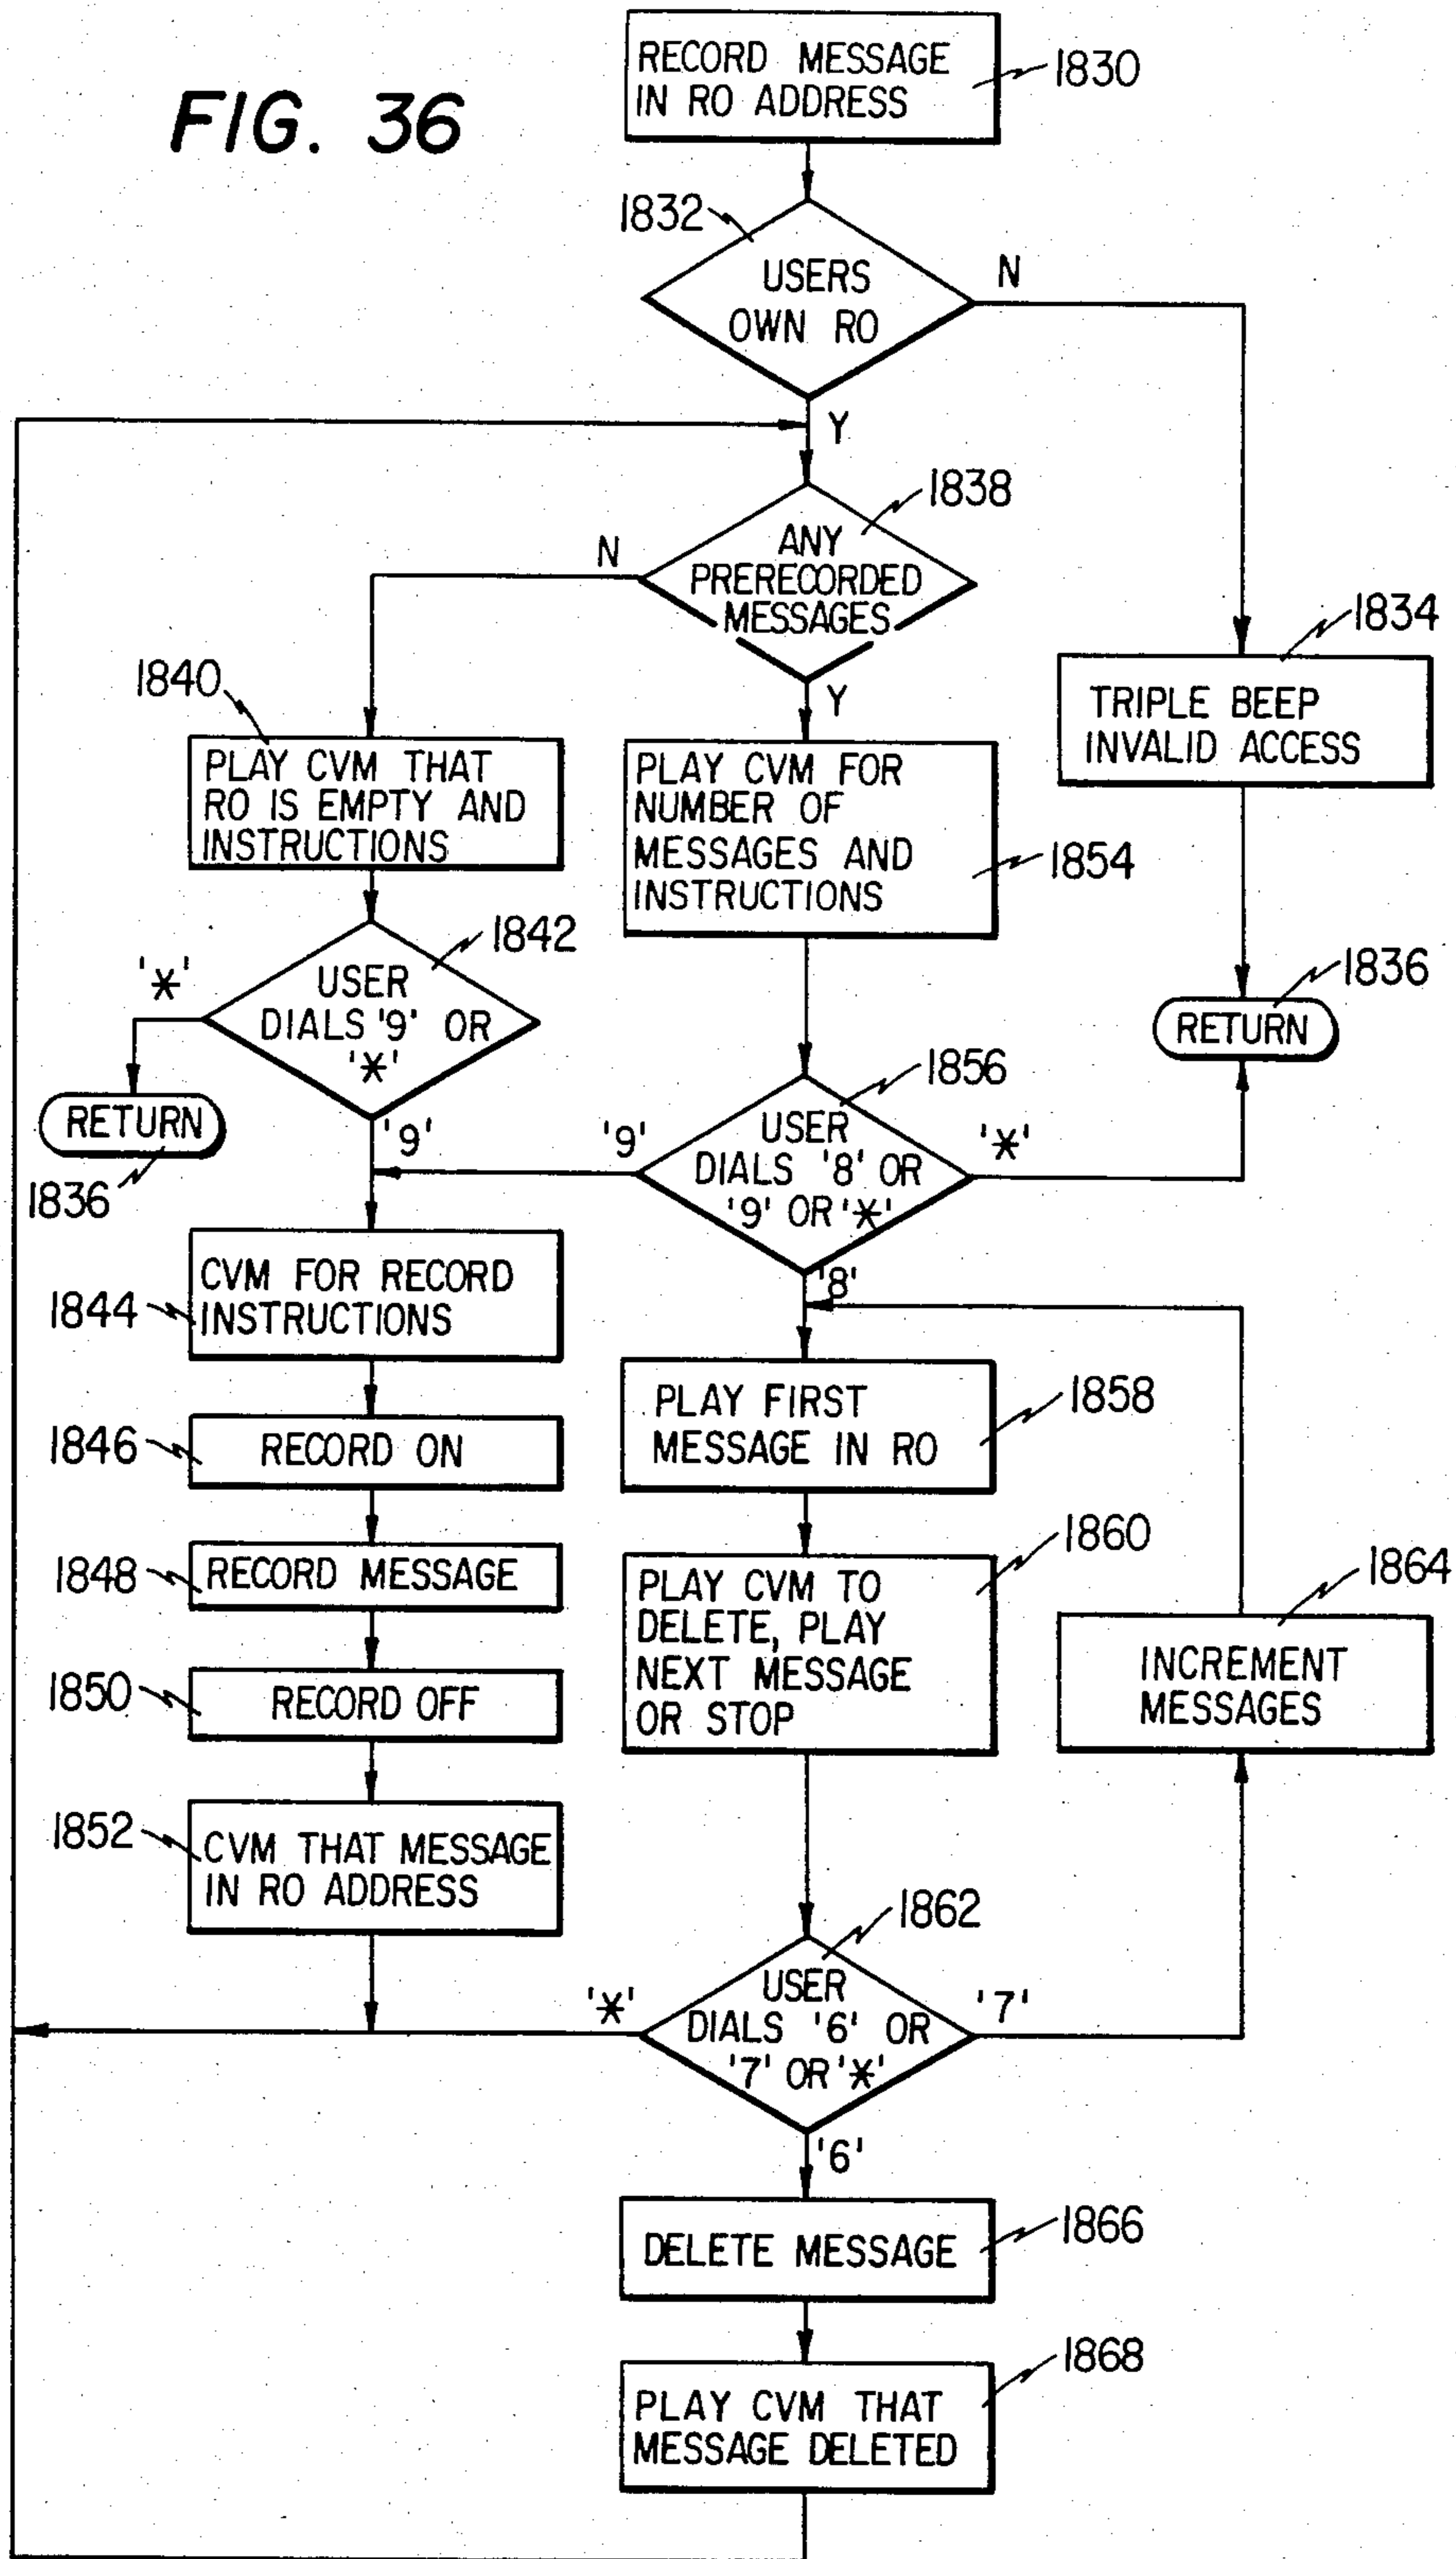 FIG. 36
RECORD MESSAGE
IN RO ADDRESS
1830
1832
USERS
OWN RO
N
Y
1838
ANY
PRERECORDED
MESSAGES
N
Y
1834
TRIPLE BEEP
INVALID ACCESS
1840
PLAY CVM THAT
RO IS EMPTY AND
INSTRUCTIONS
PLAY CVM FOR
NUMBER OF
MESSAGES AND
INSTRUCTIONS
1854
1842
USER
DIALS '9' OR
'*'
'*'
'9'
RETURN
1836
1836
RETURN
1856
USER
DIALS '8' OR
'9' OR '*'
'9'
'*'
'8'
1844
CVM FOR RECORD
INSTRUCTIONS
1846
RECORD ON
1848
RECORD MESSAGE
1850
RECORD OFF
1852
CVM THAT MESSAGE
IN RO ADDRESS
PLAY FIRST
MESSAGE IN RO
1858
1860
PLAY CVM TO
DELETE, PLAY
NEXT MESSAGE
OR STOP
1864
INCREMENT
MESSAGES
1862
USER
DIALS '6' OR
'7' OR '*'
'*'
'7'
'6'
DELETE MESSAGE
1866
1868
PLAY CVM THAT
MESSAGE DELETED